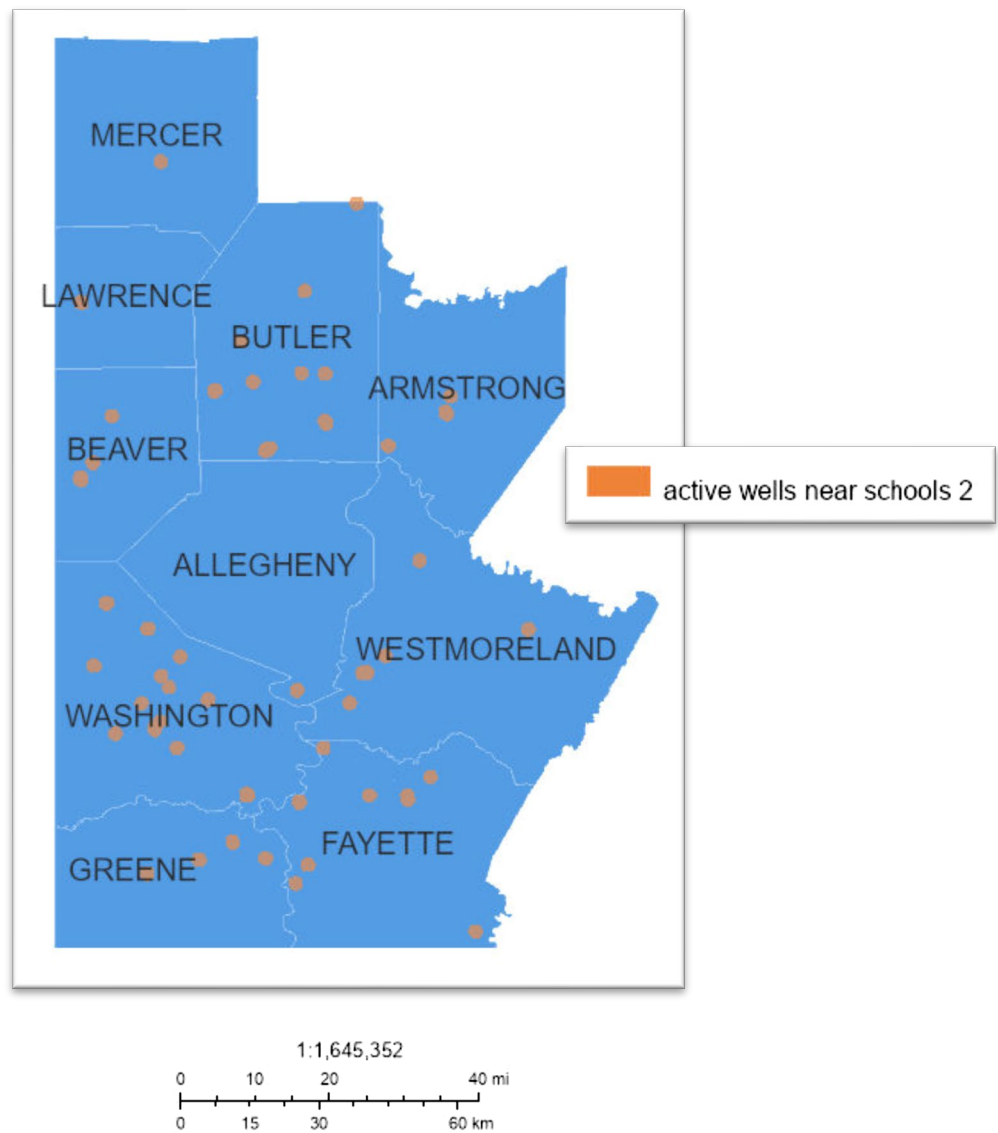 MERCER
LAWRENCE
BUTLER
ARMSTRONG
BEAVER
active wells near schools 2
ALLEGHENY
WESTMORELAND
WASHINGTON
FAYETTE
GREENE
1:1,645,352
0 10 20 40 mi
0 15 30 60 km